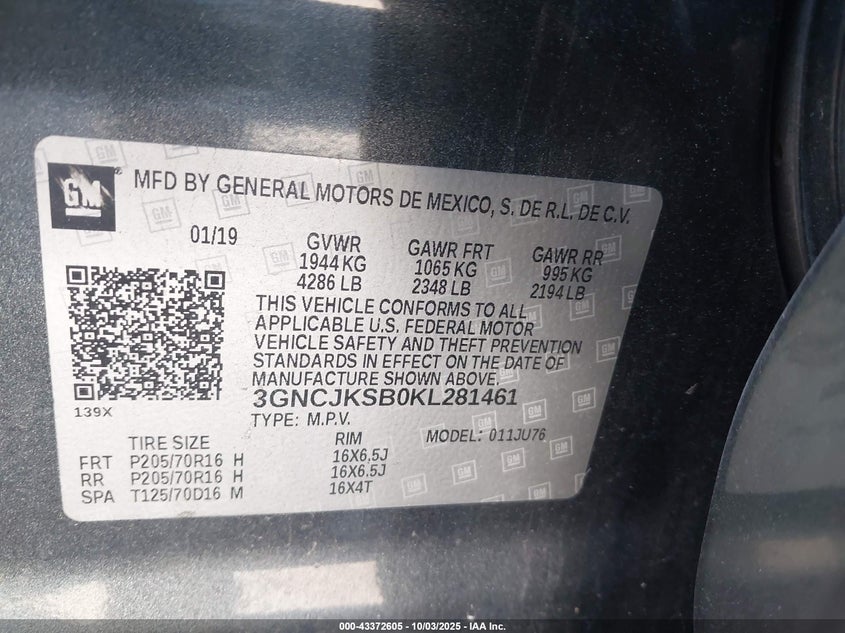 GM
MFD BY GENERAL MOTORS DE MEXICO, S. DE R.L. DE C.V.
01/19
GVWR
1944 KG
4286 LB
GAWR FRT
1065 KG
2348 LB
GAWR RR
995 KG
2194 LB
THIS VEHICLE CONFORMS TO ALL
APPLICABLE U.S. FEDERAL MOTOR
VEHICLE SAFETY AND THEFT PREVENTION
STANDARDS IN EFFECT ON THE DATE OF
MANUFACTURE SHOWN ABOVE.
3GNCJKSB0KL281461
TYPE: M.P.V.
139X
TIRE SIZE RIM MODEL: 011JU76
FRT P205/70R16 H 16X6.5J
RR P205/70R16 H 16X6.5J
SPA T125/70D16 M 16X4T
000-43372605 - 10/03/2025 - IAA Inc.